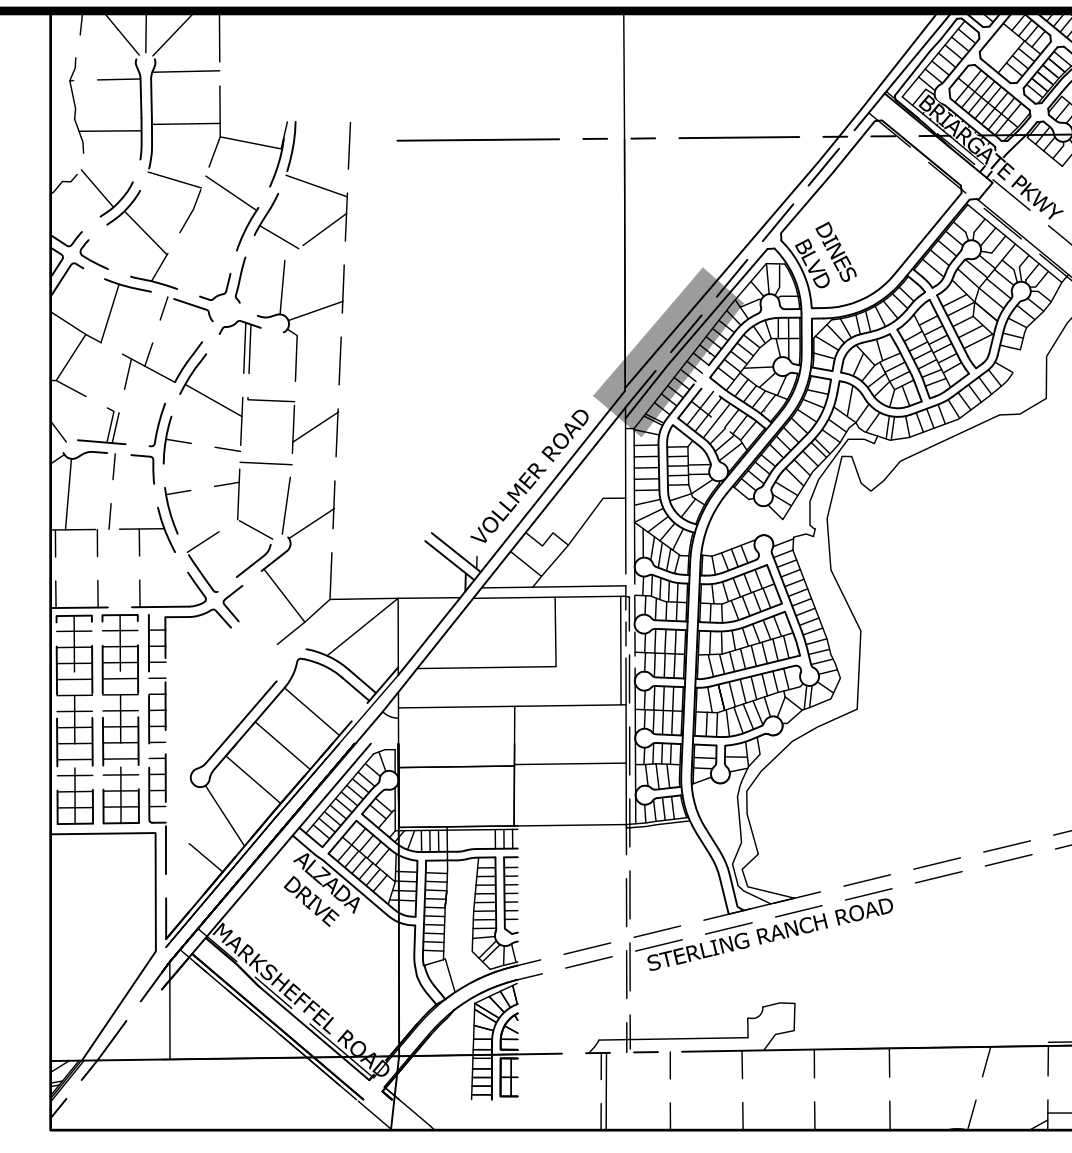 BRIARGATE PKWY
DINES
BLVD
VOLLMER ROAD
ALZADA
DRIVE
MARKSHEFFEL ROAD
STERLING RANCH ROAD